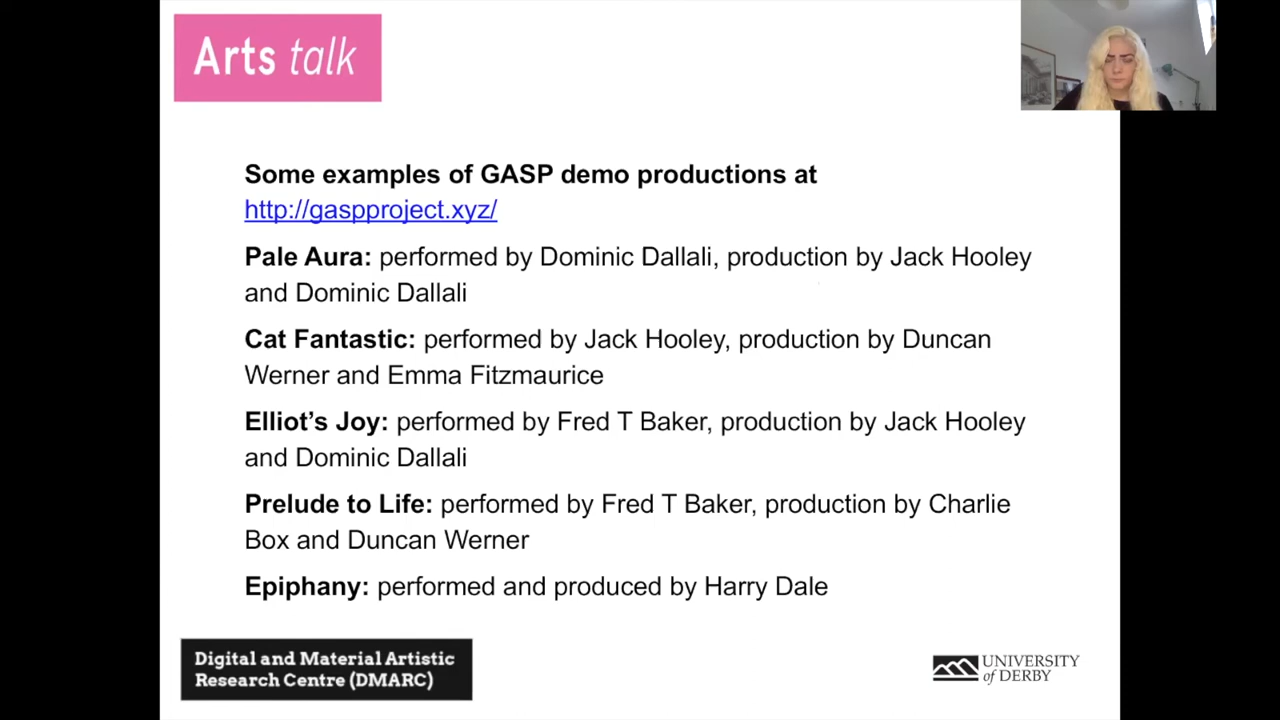 Arts talk
Some examples of GASP demo productions at
http://gaspproject.xyz/
Pale Aura: performed by Dominic Dallali, production by Jack Hooley
and Dominic Dallali
Cat Fantastic: performed by Jack Hooley, production by Duncan
Werner and Emma Fitzmaurice
Elliot’s Joy: performed by Fred T Baker, production by Jack Hooley
and Dominic Dallali
Prelude to Life: performed by Fred T Baker, production by Charlie
Box and Duncan Werner
Epiphany: performed and produced by Harry Dale
Digital and Material Artistic
Research Centre (DMARC)
UNIVERSITY
of DERBY